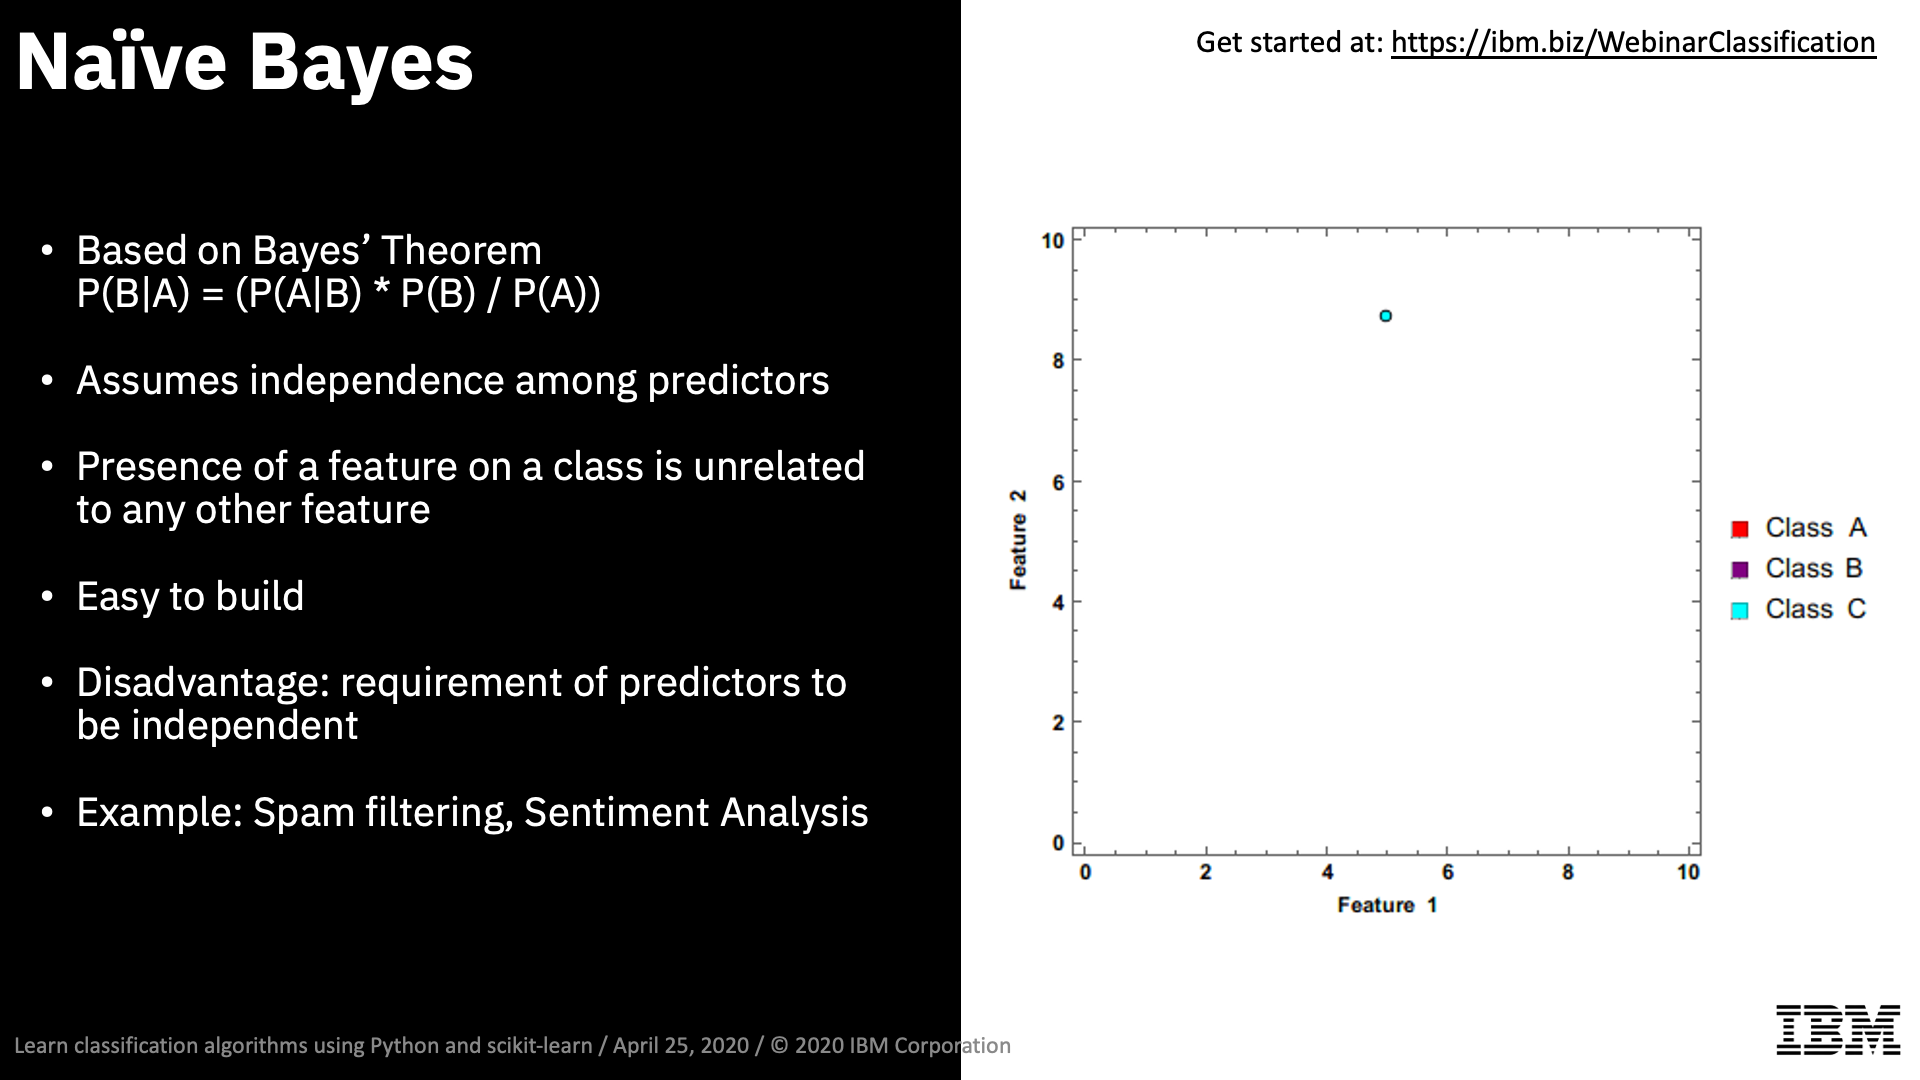 Naïve Bayes
Get started at: https://ibm.biz/WebinarClassification
• Based on Bayes’ Theorem
P(B|A) = (P(A|B) * P(B) / P(A))
• Assumes independence among predictors
• Presence of a feature on a class is unrelated
to any other feature
• Easy to build
• Disadvantage: requirement of predictors to
be independent
• Example: Spam filtering, Sentiment Analysis
10
8
6
4
2
0
Feature 2
0 2 4 6 8 10
Feature 1
Class A
Class B
Class C
Learn classification algorithms using Python and scikit-learn / April 25, 2020 / © 2020 IBM Corporation
IBM